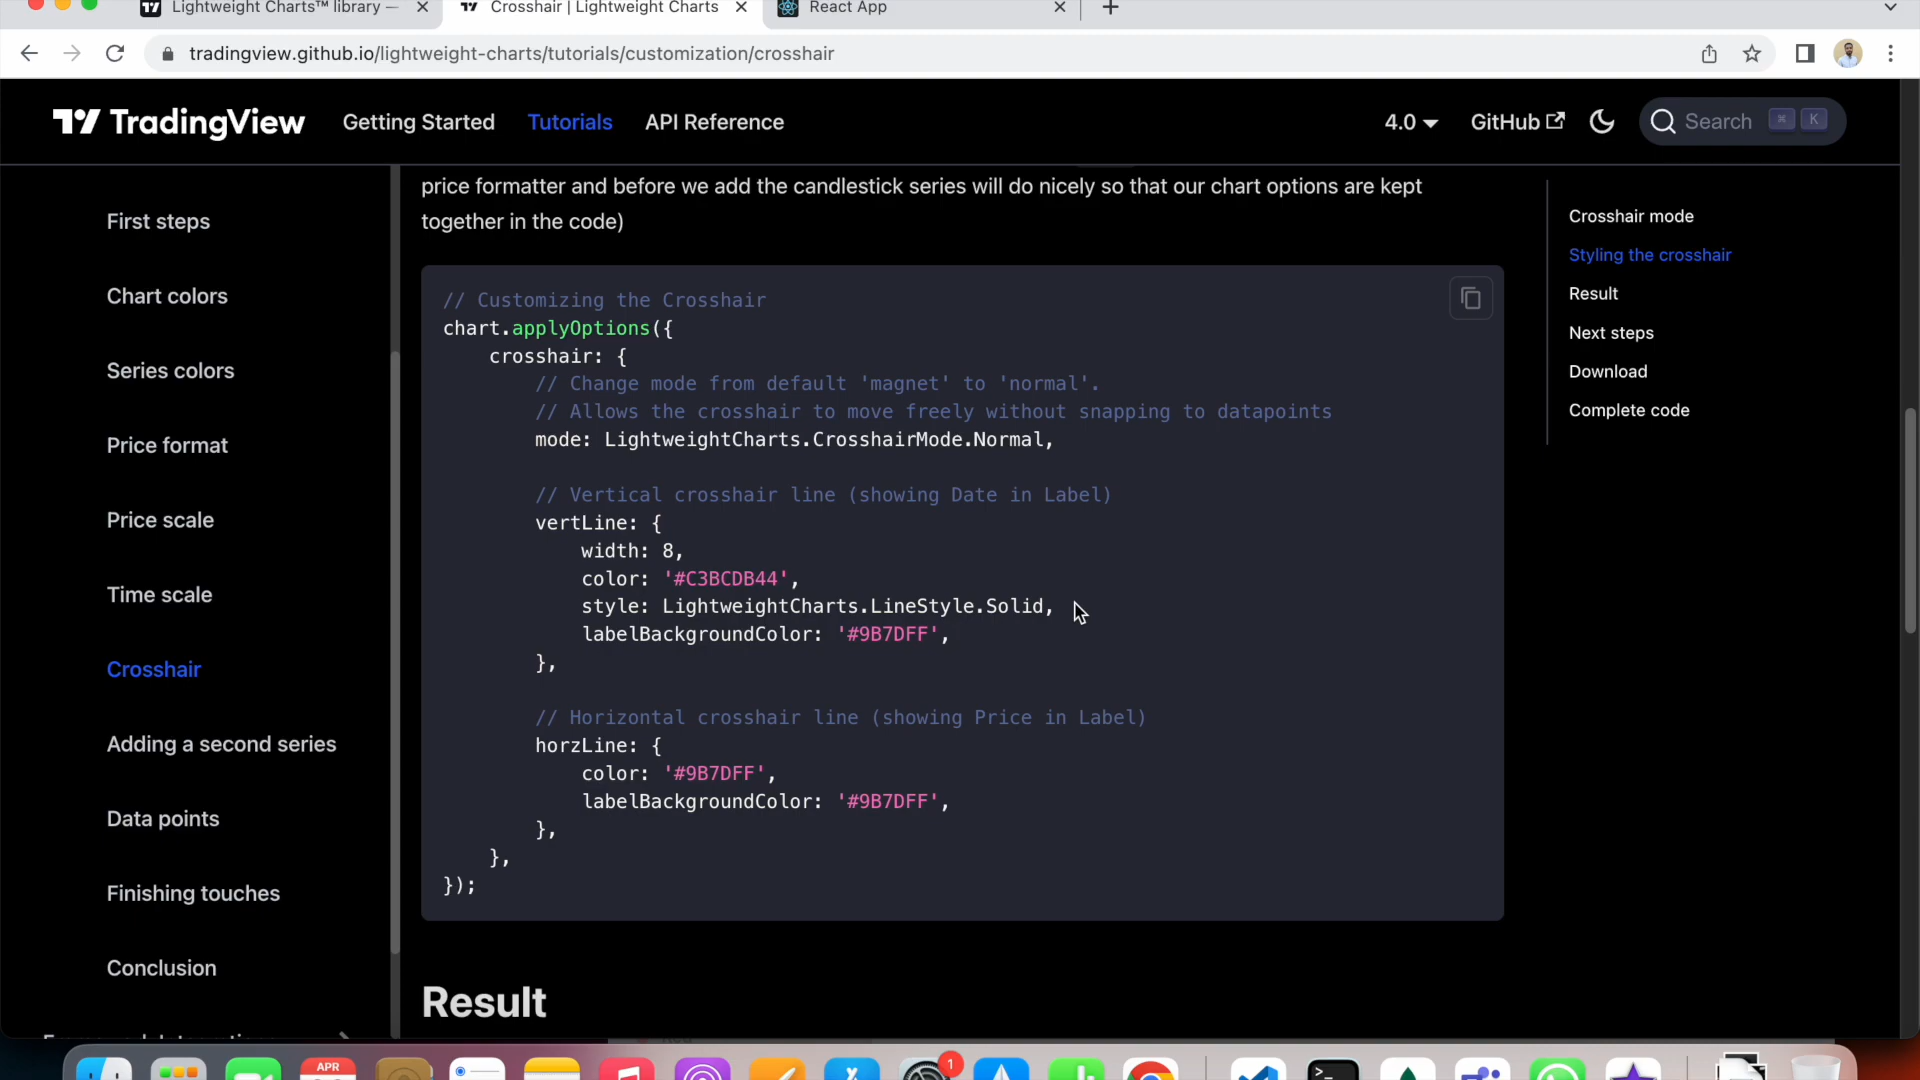 Lightweight Charts™ library —
Crosshair | Lightweight Charts
React App
tradingview.github.io/lightweight-charts/tutorials/customization/crosshair
TradingView
Getting Started
Tutorials
API Reference
4.0
GitHub
Search
⌘ K
First steps
Chart colors
Series colors
Price format
Price scale
Time scale
Crosshair
Adding a second series
Data points
Finishing touches
Conclusion
price formatter and before we add the candlestick series will do nicely so that our chart options are kept
together in the code)
// Customizing the Crosshair
chart.applyOptions({
    crosshair: {
        // Change mode from default 'magnet' to 'normal'.
        // Allows the crosshair to move freely without snapping to datapoints
        mode: LightweightCharts.CrosshairMode.Normal,
        // Vertical crosshair line (showing Date in Label)
        vertLine: {
            width: 8,
            color: '#C3BCDB44',
            style: LightweightCharts.LineStyle.Solid,
            labelBackgroundColor: '#9B7DFF',
        },
        // Horizontal crosshair line (showing Price in Label)
        horzLine: {
            color: '#9B7DFF',
            labelBackgroundColor: '#9B7DFF',
        },
    },
});
Result
Crosshair mode
Styling the crosshair
Result
Next steps
Download
Complete code
APR
1